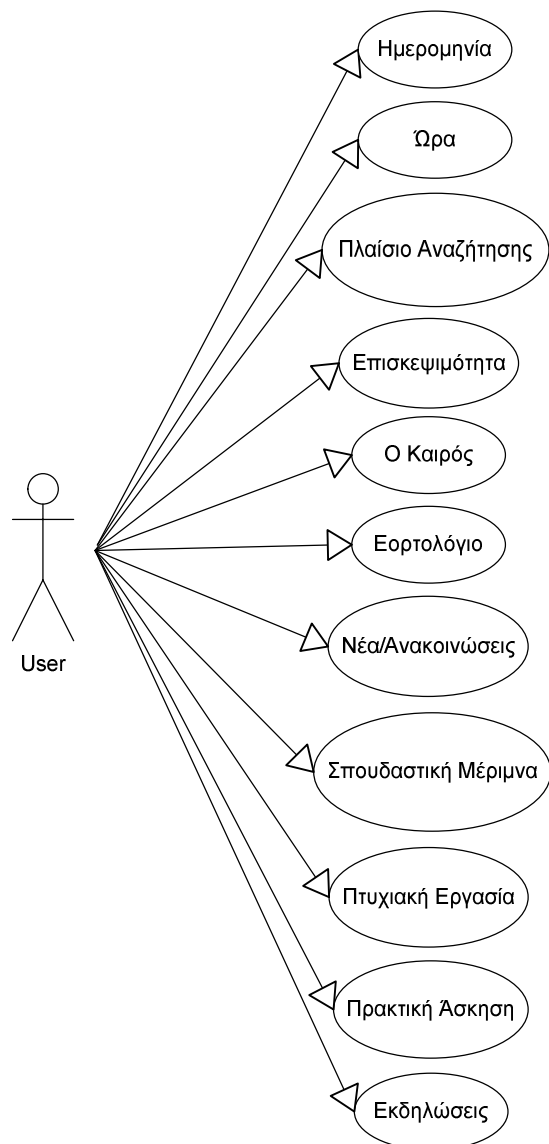 Ημερομηνία
Ώρα
Πλαίσιο Αναζήτησης
Επισκεψιμότητα
Ο Καιρός
Εορτολόγιο
Νέα/Ανακοινώσεις
User
Σπουδαστική Μέριμνα
Πτυχιακή Εργασία
Πρακτική Άσκηση
Εκδηλώσεις